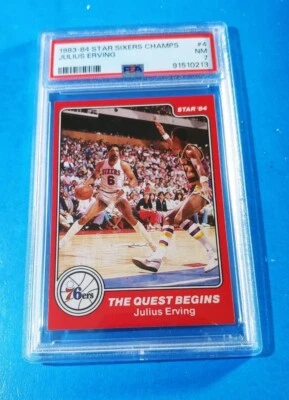 1983-84 STAR SIXERS CHAMPS #4
JULIUS ERVING NM
7
PSA 91510213
STAR '84
SIXERS
6
76ers
THE QUEST BEGINS
Julius Erving